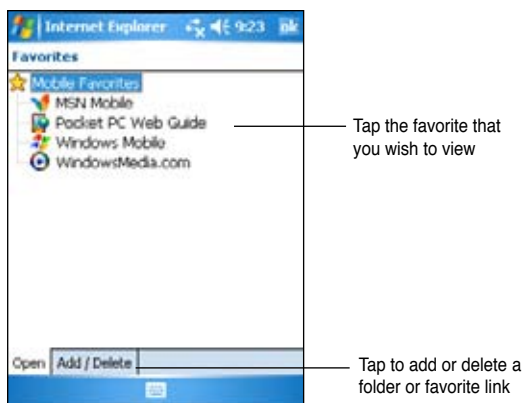 Internet Explorer 9:23 ok
Favorites
Mobile Favorites
MSN Mobile
Pocket PC Web Guide
Windows Mobile
WindowsMedia.com
Tap the favorite that
you wish to view
Open Add / Delete
Tap to add or delete a
folder or favorite link